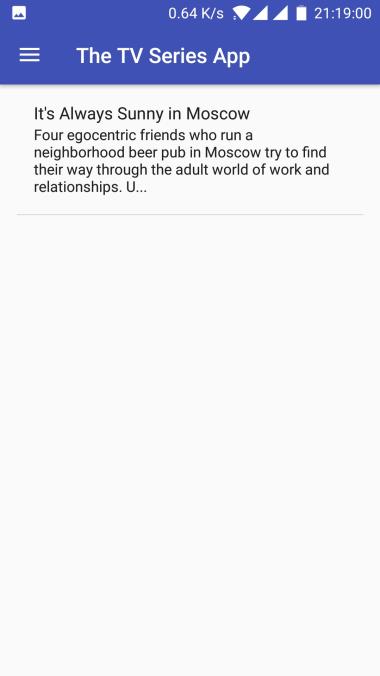 0.64 K/s 21:19:00
The TV Series App
It's Always Sunny in Moscow
Four egocentric friends who run a
neighborhood beer pub in Moscow try to find
their way through the adult world of work and
relationships. U...